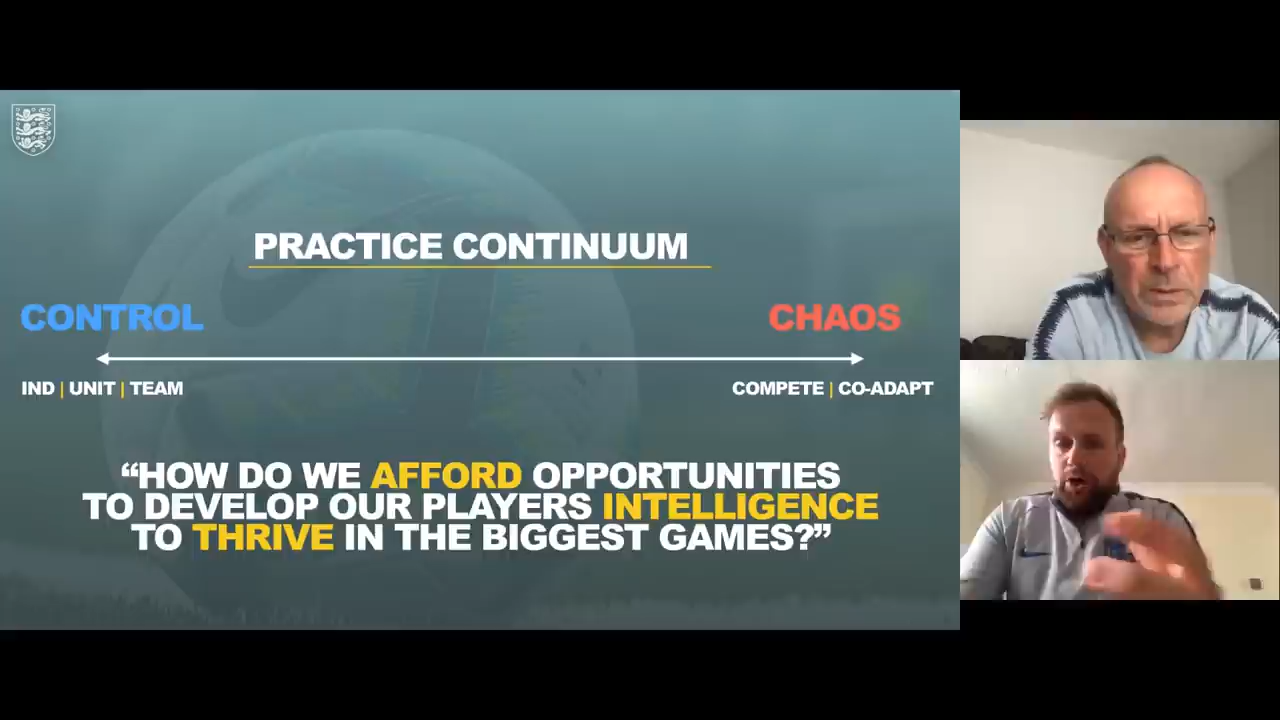 PRACTICE CONTINUUM
CONTROL
CHAOS
IND | UNIT | TEAM
COMPETE | CO-ADAPT
“HOW DO WE AFFORD OPPORTUNITIES
TO DEVELOP OUR PLAYERS INTELLIGENCE
TO THRIVE IN THE BIGGEST GAMES?”